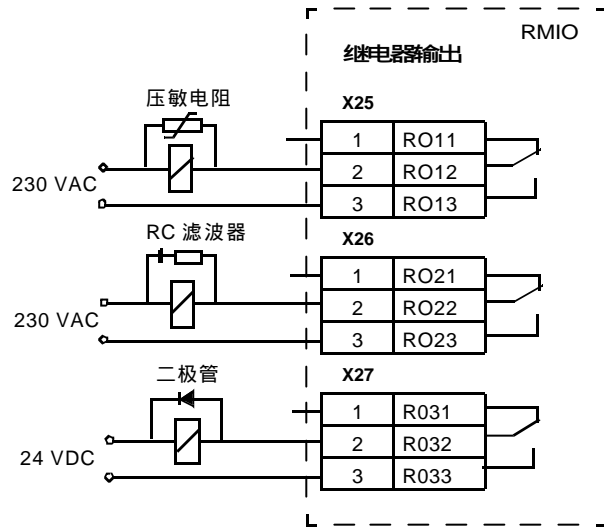 RMIO
继电器输出
压敏电阻
X25
1 RO11
2 RO12
3 RO13
230 VAC
RC 滤波器
X26
1 RO21
2 RO22
3 RO23
230 VAC
二极管
X27
1 R031
2 R032
3 R033
24 VDC